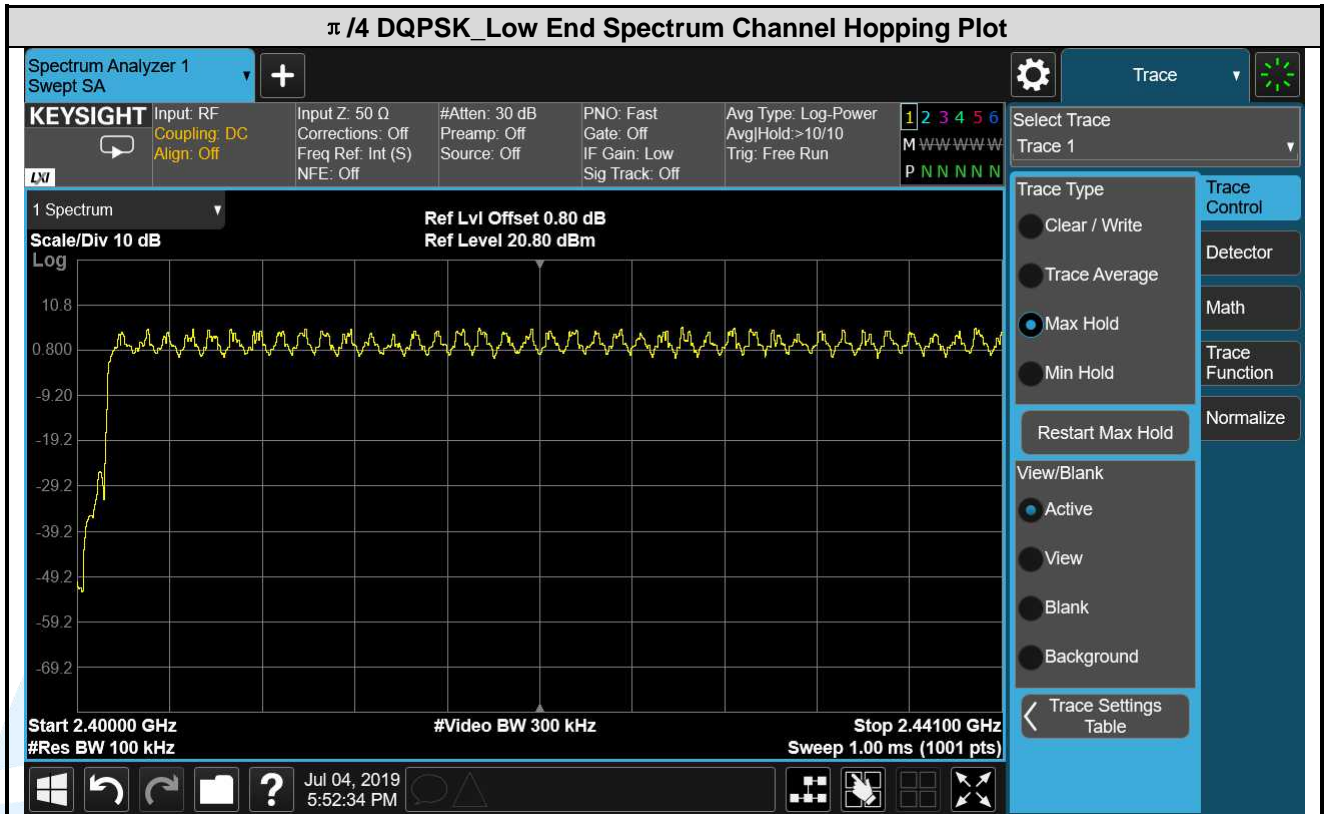 π/4 DQPSK_Low End Spectrum Channel Hopping Plot
Spectrum Analyzer 1
Swept SA
Trace
KEYSIGHT
LXI
Input: RF
Coupling: DC
Align: Off
Input Z: 50 Ω
Corrections: Off
Freq Ref: Int (S)
NFE: Off
#Atten: 30 dB
Preamp: Off
Source: Off
PNO: Fast
Gate: Off
IF Gain: Low
Sig Track: Off
Avg Type: Log-Power
Avg|Hold:>10/10
Trig: Free Run
1 2 3 4 5 6
M W W W W W
P N N N N N
Select Trace
Trace 1
1 Spectrum
Scale/Div 10 dB
Ref Lvl Offset 0.80 dB
Ref Level 20.80 dBm
Log
10.8
0.800
-9.20
-19.2
-29.2
-39.2
-49.2
-59.2
-69.2
Start 2.40000 GHz
#Res BW 100 kHz
#Video BW 300 kHz
Stop 2.44100 GHz
Sweep 1.00 ms (1001 pts)
Trace Type
Clear / Write
Trace Average
Max Hold
Min Hold
Restart Max Hold
View/Blank
Active
View
Blank
Background
Trace Settings
Table
Trace
Control
Detector
Math
Trace
Function
Normalize
?
Jul 04, 2019
5:52:34 PM